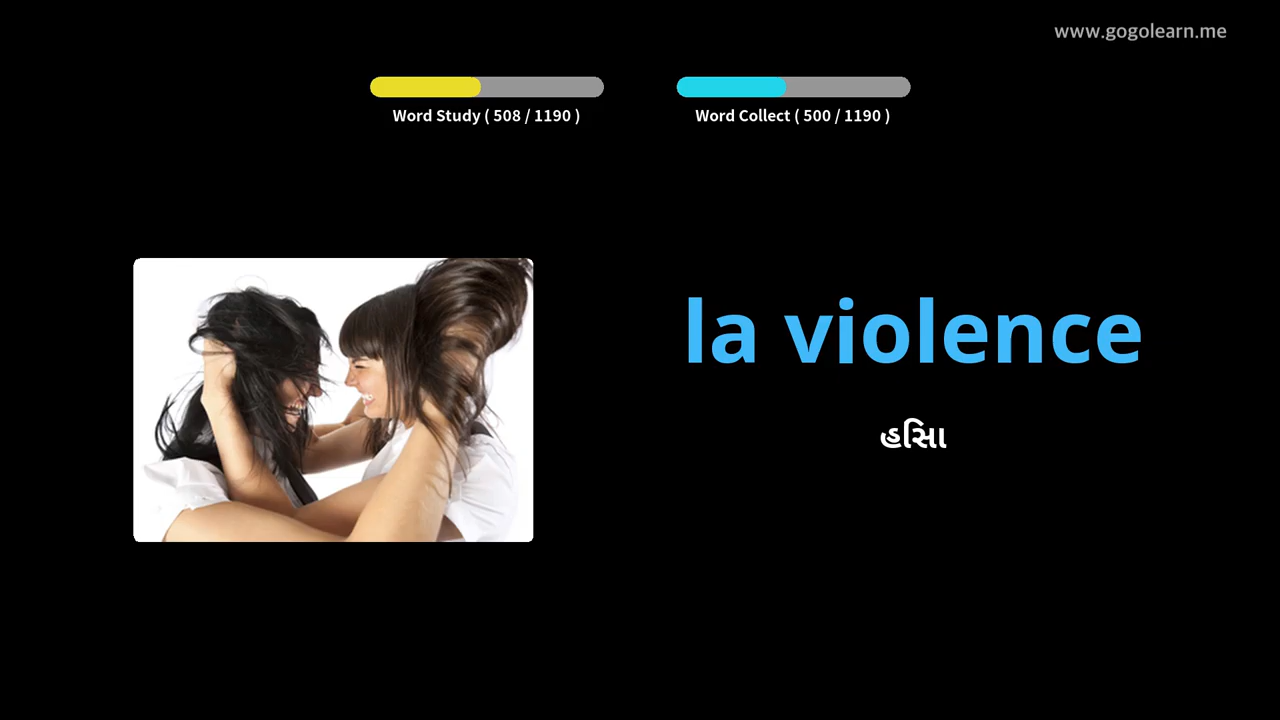 www.gogolearn.me
Word Study ( 508 / 1190 )
Word Collect ( 500 / 1190 )
la violence
હિસા